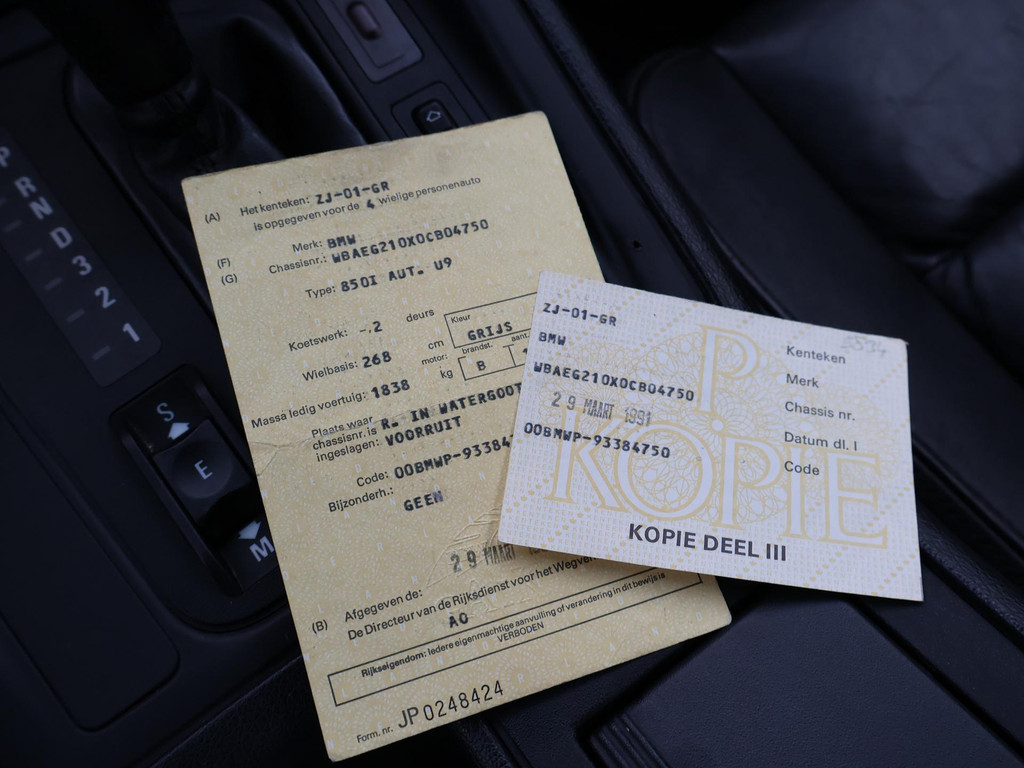 P
R
N
D
3
2
1
S
E
M
(A) Het kenteken: ZJ-01-GR
is opgegeven voor de 4 wielige personenauto
(F) Merk: BMW
(G) Chassisnr.: WBAEG210X0CB04750
Type: 850I AUT. U9
Koetswerk: -,2 deurs
Kleur
GRIJS
Wielbasis: 268 cm
motor: brandst. aant.
B
Massa ledig voertuig: 1838 kg
Plaats waar
chassisnr. is R. IN WATERGOOT
ingeslagen: VOORRUIT
Code: 00BMWP-93384
Bijzonderh.: GEEN
29 MAART
(B) Afgegeven de:
De Directeur van de Rijksdienst voor het Wegver
AO
Rijkseigendom: Iedere eigenmachtige aanvulling of verandering in dit bewijs is
VERBODEN
Form. nr. JP0248424
ZJ-01-GR Kenteken
BMW Merk
WBAEG210X0CB04750 Chassis nr.
29 MAART 1991 Datum dl. I
00BMWP-93384750 Code
P
KOPIE
KOPIE DEEL III